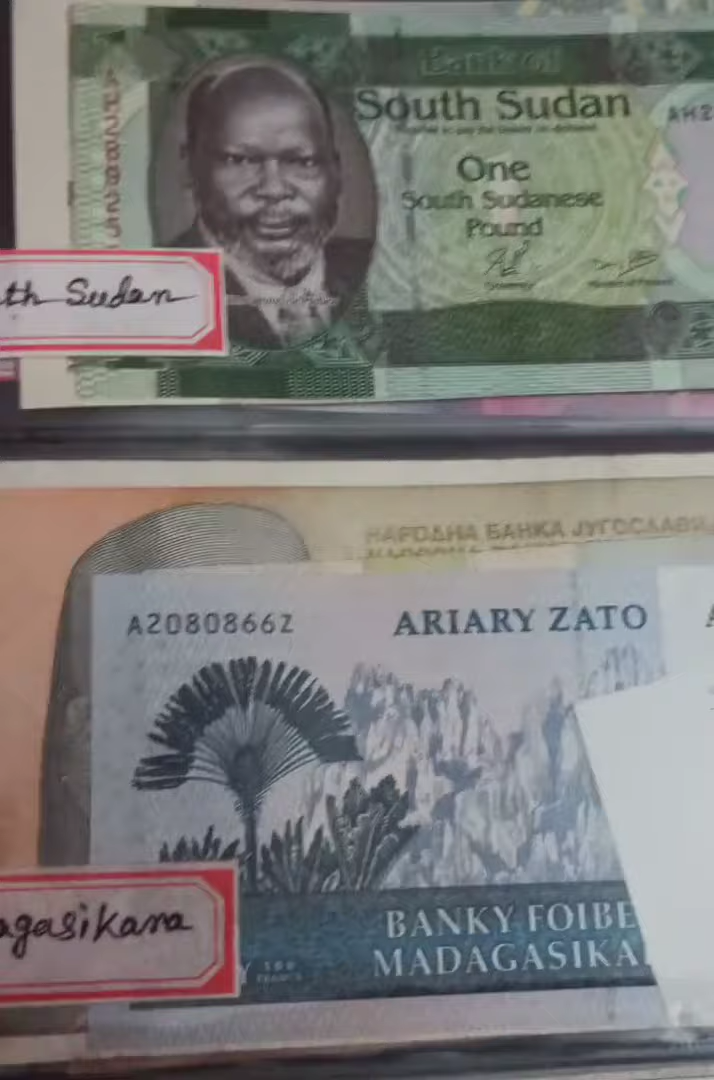 Bank of
South Sudan
AH2
One
South Sudanese
Pound
th Sudan
НАРОДНА БАНКА ЈУГОСЛАВИ
A2080866Z
ARIARY ZATO
agasikara
BANKY FOIBE
MADAGASIKA